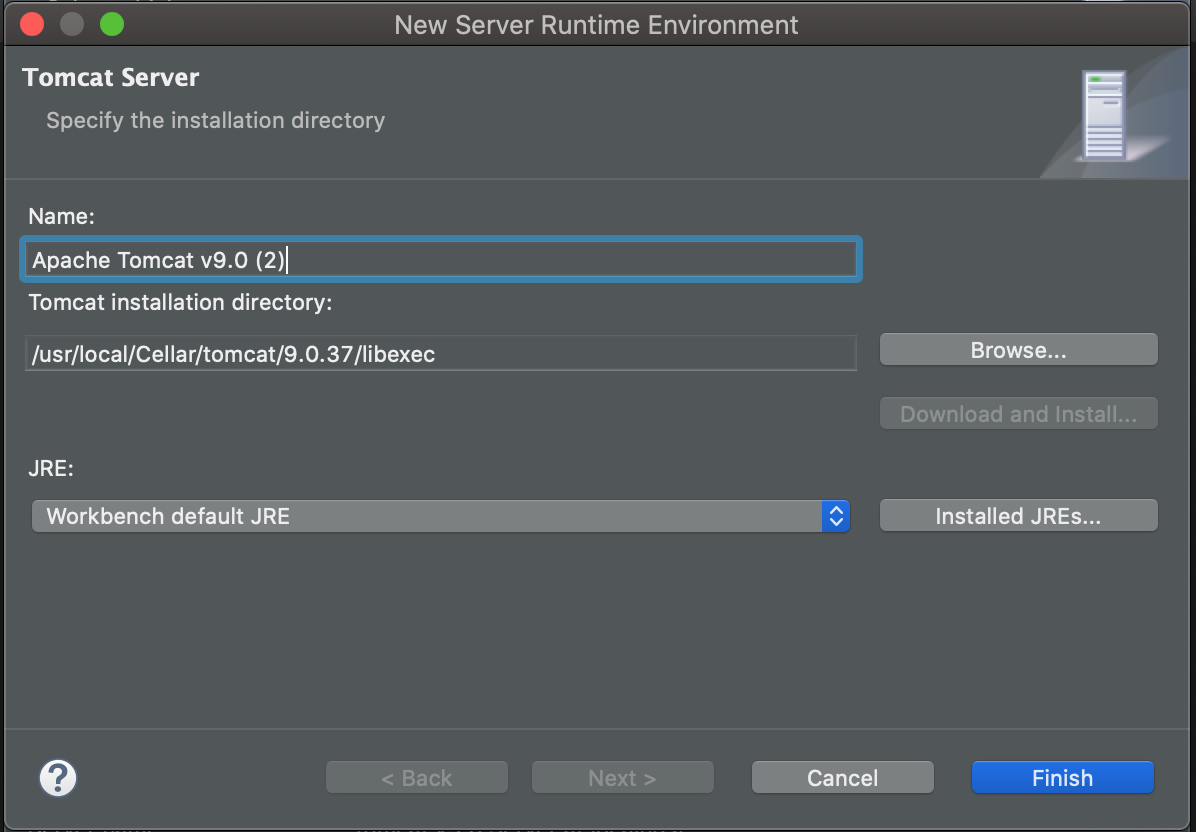 New Server Runtime Environment
Tomcat Server
Specify the installation directory
Name:
Apache Tomcat v9.0 (2)
Tomcat installation directory:
/usr/local/Cellar/tomcat/9.0.37/libexec
Browse...
Download and Install...
JRE:
Workbench default JRE
Installed JREs...
?
< Back
Next >
Cancel
Finish